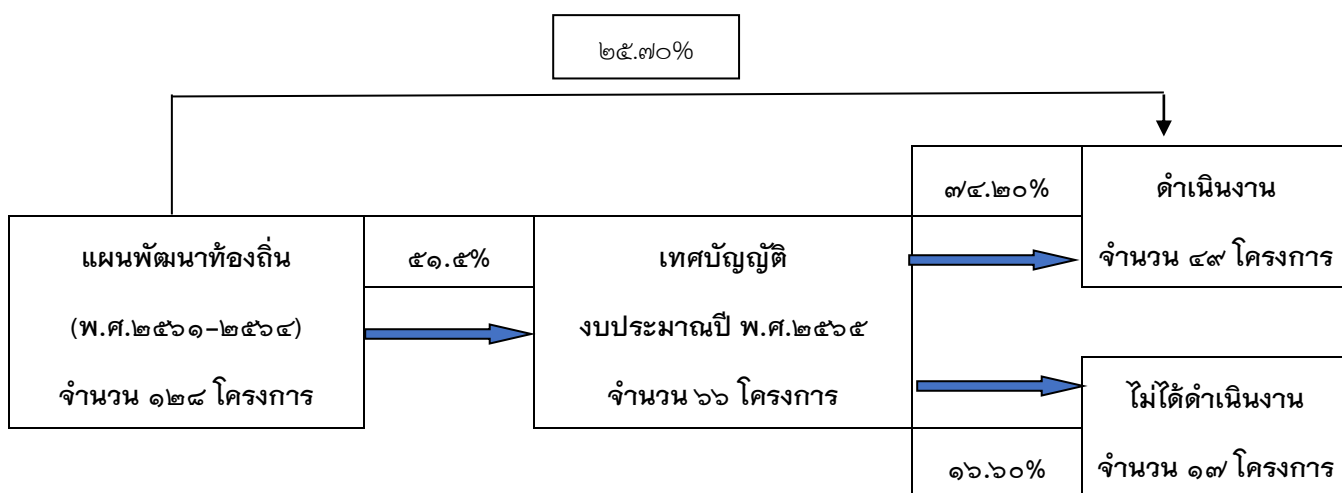 ๒๕.๗๐%
๗๔.๒๐%
ดำเนินงาน
จำนวน ๔๙ โครงการ
แผนพัฒนาท้องถิ่น
(พ.ศ.๒๕๖๑-๒๕๖๔)
จำนวน ๑๒๘ โครงการ
๕๑.๕%
เทศบัญญัติ
งบประมาณปี พ.ศ.๒๕๖๕
จำนวน ๖๖ โครงการ
ไม่ได้ดำเนินงาน
จำนวน ๑๗ โครงการ
๑๖.๖๐%